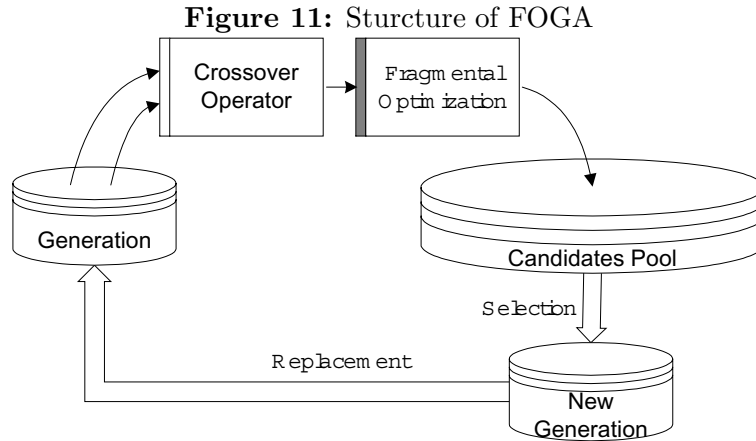 Figure 11: Sturcture of FOGA
Crossover
Operator
Fragmental
Optimization
Generation
Candidates Pool
Selection
Replacement
New
Generation